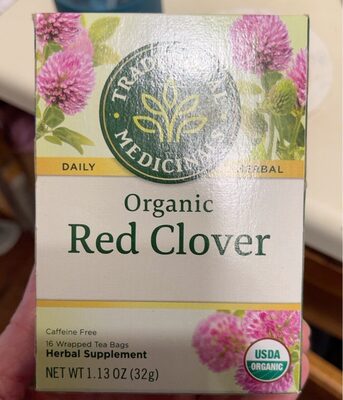 TRADITIONAL
MEDICINALS
DAILY
HERBAL
Organic
Red Clover
Caffeine Free
16 Wrapped Tea Bags
Herbal Supplement
NET WT 1.13 OZ (32g)
USDA
ORGANIC